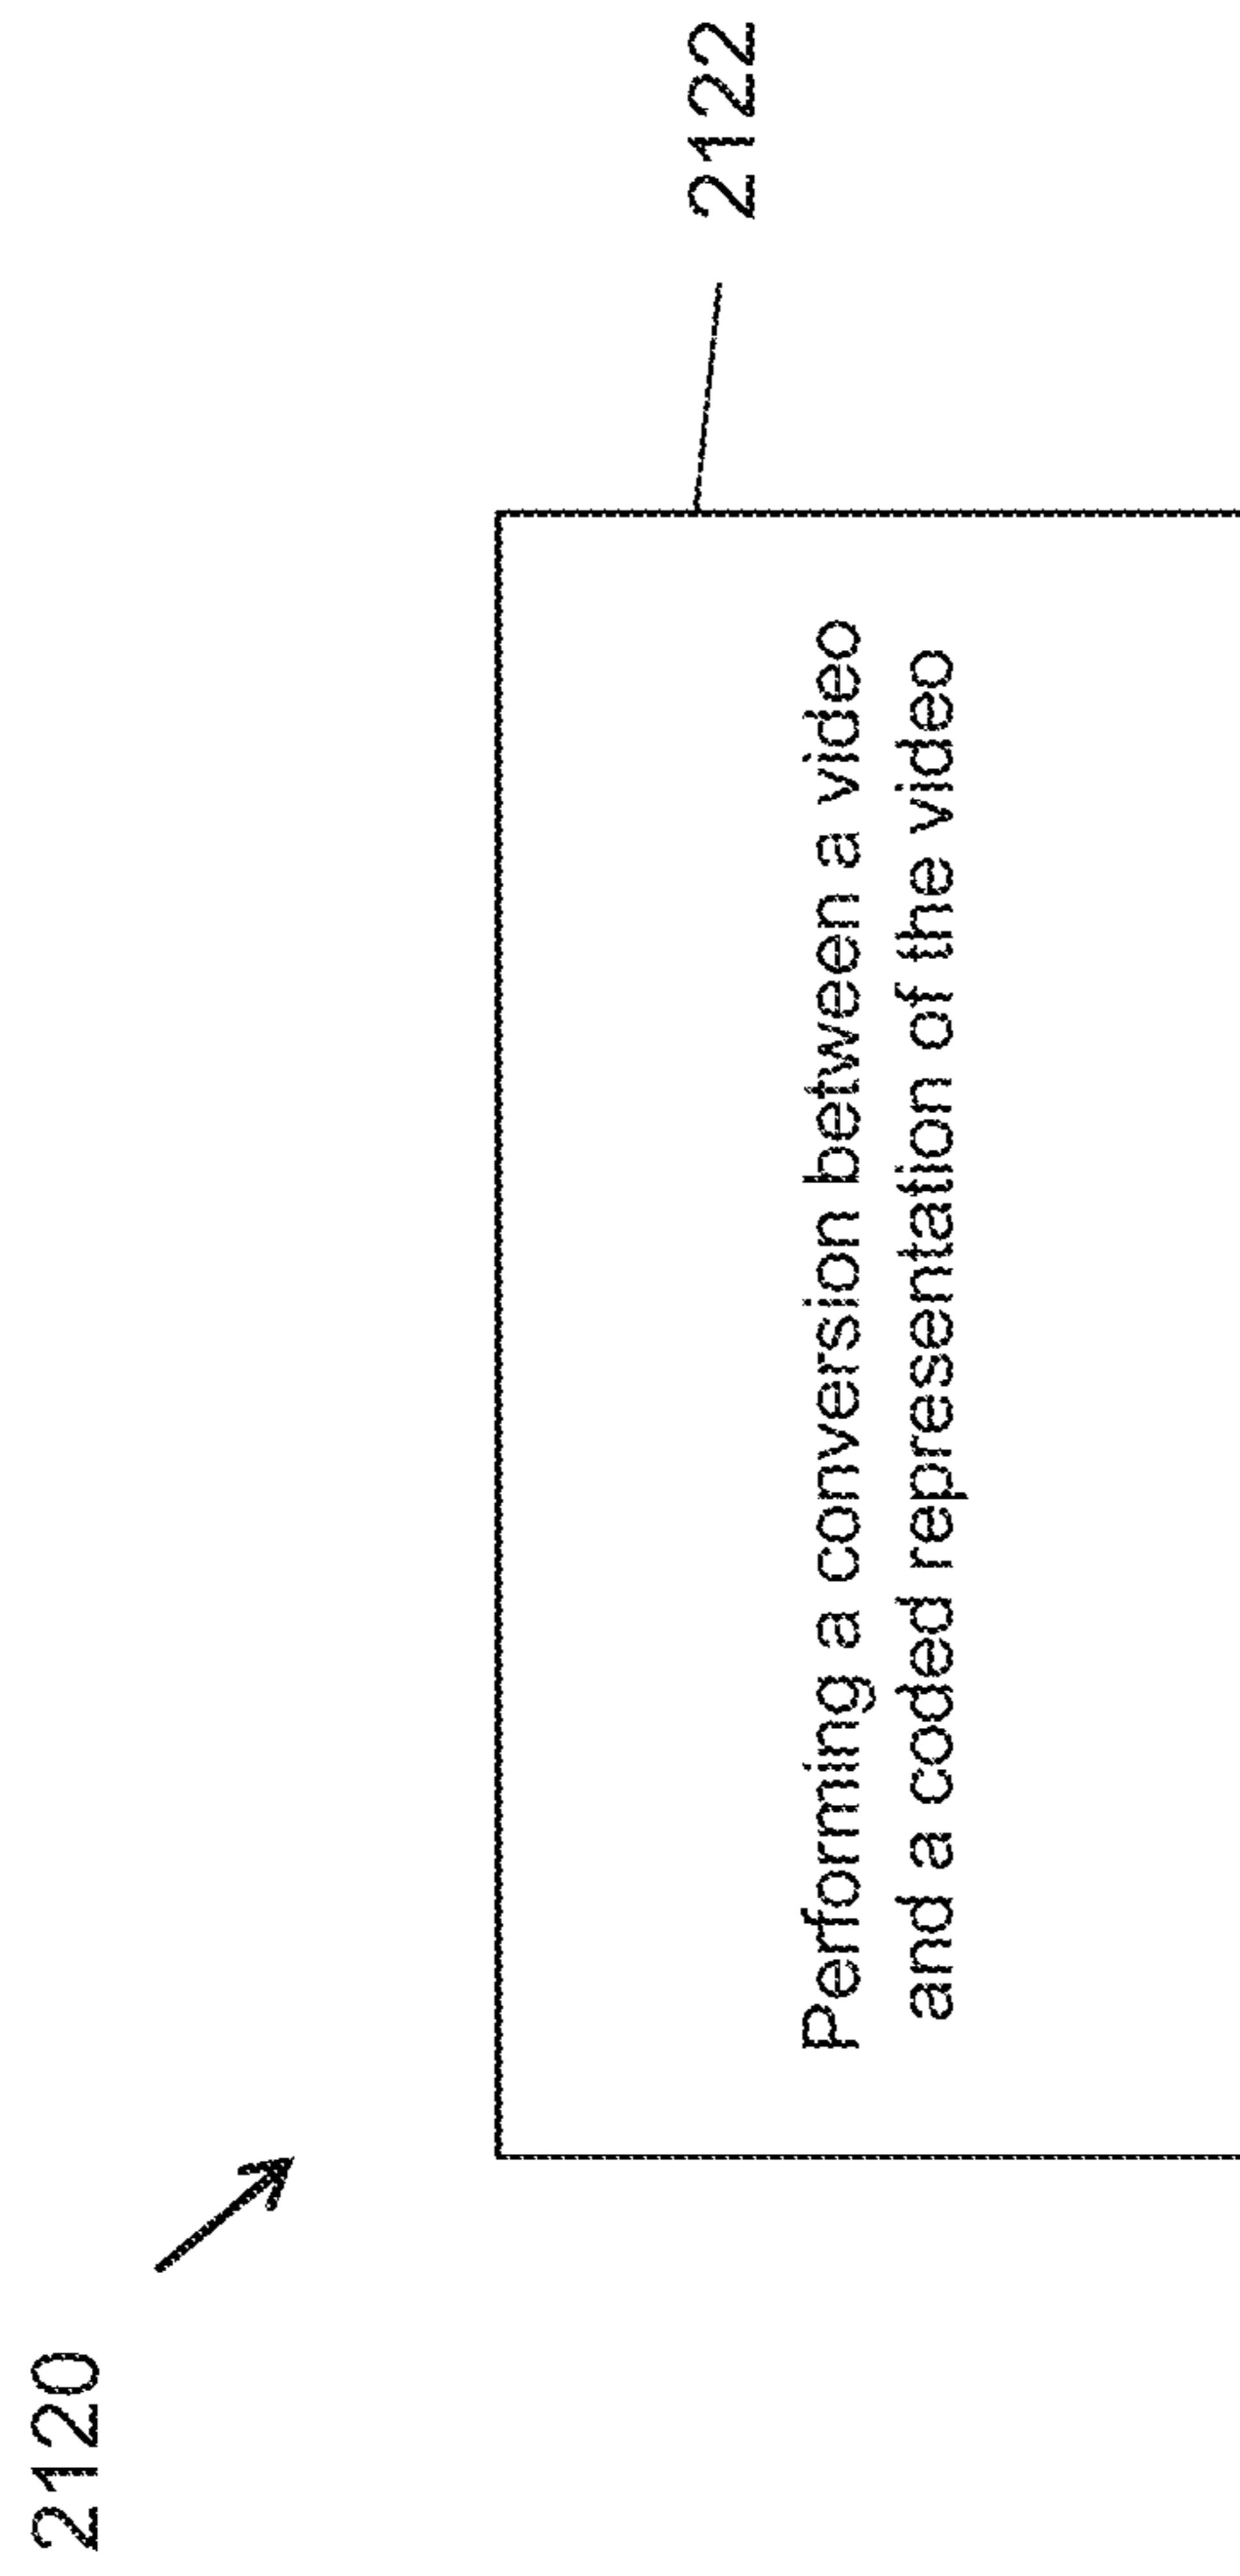 2120
2122
Performing a conversion between a video
and a coded representation of the video